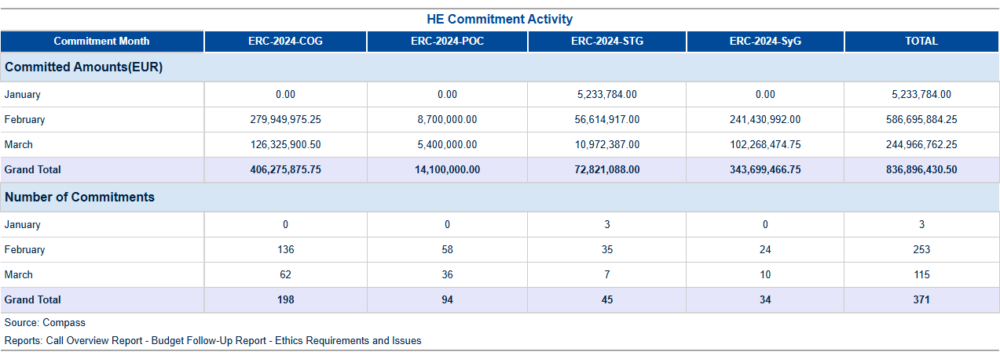 HE Commitment Activity
Commitment Month ERC-2024-COG ERC-2024-POC ERC-2024-STG ERC-2024-SyG TOTAL
Committed Amounts(EUR)
January 0.00 0.00 5,233,784.00 0.00 5,233,784.00
February 279,949,975.25 8,700,000.00 56,614,917.00 241,430,992.00 586,695,884.25
March 126,325,900.50 5,400,000.00 10,972,387.00 102,268,474.75 244,966,762.25
Grand Total 406,275,875.75 14,100,000.00 72,821,088.00 343,699,466.75 836,896,430.50
Number of Commitments
January 0 0 3 0 3
February 136 58 35 24 253
March 62 36 7 10 115
Grand Total 198 94 45 34 371
Source: Compass
Reports: Call Overview Report - Budget Follow-Up Report - Ethics Requirements and Issues